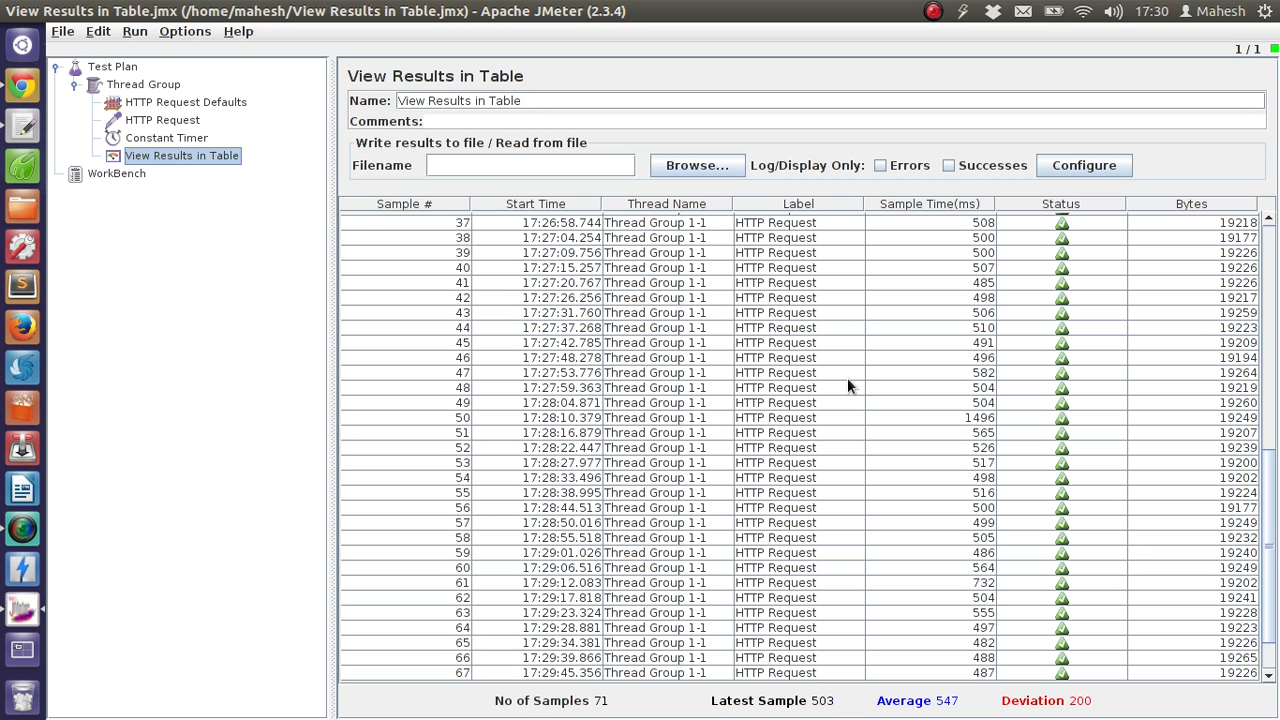 View Results in Table.jmx (/home/mahesh/View Results in Table.jmx) - Apache JMeter (2.3.4) 17:30 Mahesh
File Edit Run Options Help
1 / 1
Test Plan
Thread Group
HTTP Request Defaults
HTTP Request
Constant Timer
View Results in Table
WorkBench
View Results in Table
Name: View Results in Table
Comments:
Write results to file / Read from file
Filename Browse... Log/Display Only: Errors Successes Configure
Sample # Start Time Thread Name Label Sample Time(ms) Status Bytes
37 17:26:58.744 Thread Group 1-1 HTTP Request 508 19218
38 17:27:04.254 Thread Group 1-1 HTTP Request 500 19177
39 17:27:09.756 Thread Group 1-1 HTTP Request 500 19226
40 17:27:15.257 Thread Group 1-1 HTTP Request 507 19226
41 17:27:20.767 Thread Group 1-1 HTTP Request 485 19226
42 17:27:26.256 Thread Group 1-1 HTTP Request 498 19217
43 17:27:31.760 Thread Group 1-1 HTTP Request 506 19259
44 17:27:37.268 Thread Group 1-1 HTTP Request 510 19223
45 17:27:42.785 Thread Group 1-1 HTTP Request 491 19209
46 17:27:48.278 Thread Group 1-1 HTTP Request 496 19194
47 17:27:53.776 Thread Group 1-1 HTTP Request 582 19264
48 17:27:59.363 Thread Group 1-1 HTTP Request 504 19219
49 17:28:04.871 Thread Group 1-1 HTTP Request 504 19260
50 17:28:10.379 Thread Group 1-1 HTTP Request 1496 19249
51 17:28:16.879 Thread Group 1-1 HTTP Request 565 19207
52 17:28:22.447 Thread Group 1-1 HTTP Request 526 19239
53 17:28:27.977 Thread Group 1-1 HTTP Request 517 19200
54 17:28:33.496 Thread Group 1-1 HTTP Request 498 19202
55 17:28:38.995 Thread Group 1-1 HTTP Request 516 19224
56 17:28:44.513 Thread Group 1-1 HTTP Request 500 19177
57 17:28:50.016 Thread Group 1-1 HTTP Request 499 19249
58 17:28:55.518 Thread Group 1-1 HTTP Request 505 19232
59 17:29:01.026 Thread Group 1-1 HTTP Request 486 19240
60 17:29:06.516 Thread Group 1-1 HTTP Request 564 19249
61 17:29:12.083 Thread Group 1-1 HTTP Request 732 19202
62 17:29:17.818 Thread Group 1-1 HTTP Request 504 19241
63 17:29:23.324 Thread Group 1-1 HTTP Request 555 19228
64 17:29:28.881 Thread Group 1-1 HTTP Request 497 19223
65 17:29:34.381 Thread Group 1-1 HTTP Request 482 19226
66 17:29:39.866 Thread Group 1-1 HTTP Request 488 19265
67 17:29:45.356 Thread Group 1-1 HTTP Request 487 19226
No of Samples 71 Latest Sample 503 Average 547 Deviation 200